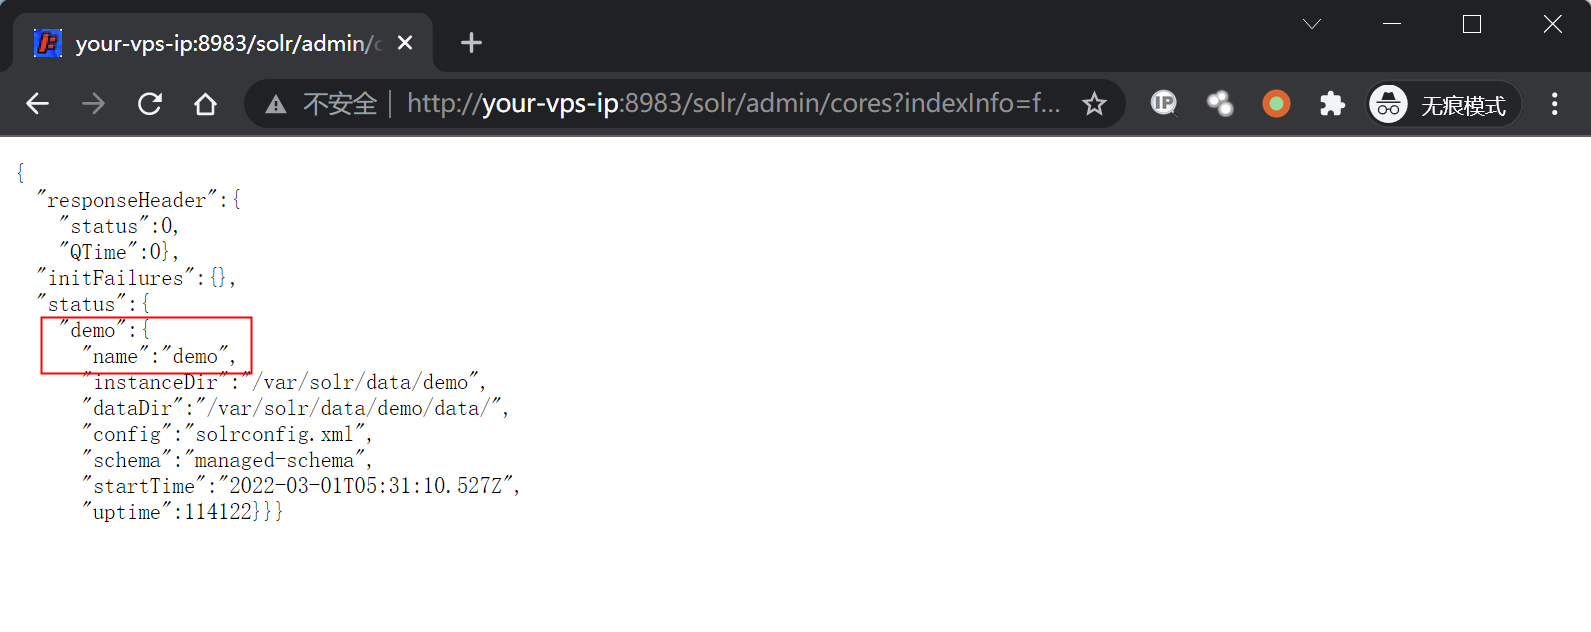 your-vps-ip:8983/solr/admin/c
不安全 | http://your-vps-ip:8983/solr/admin/cores?indexInfo=f... IP 无痕模式
{
"responseHeader":{
"status":0,
"QTime":0},
"initFailures":{},
"status":{
"demo":{
"name":"demo",
"instanceDir":"/var/solr/data/demo",
"dataDir":"/var/solr/data/demo/data/",
"config":"solrconfig.xml",
"schema":"managed-schema",
"startTime":"2022-03-01T05:31:10.527Z",
"uptime":114122}}}